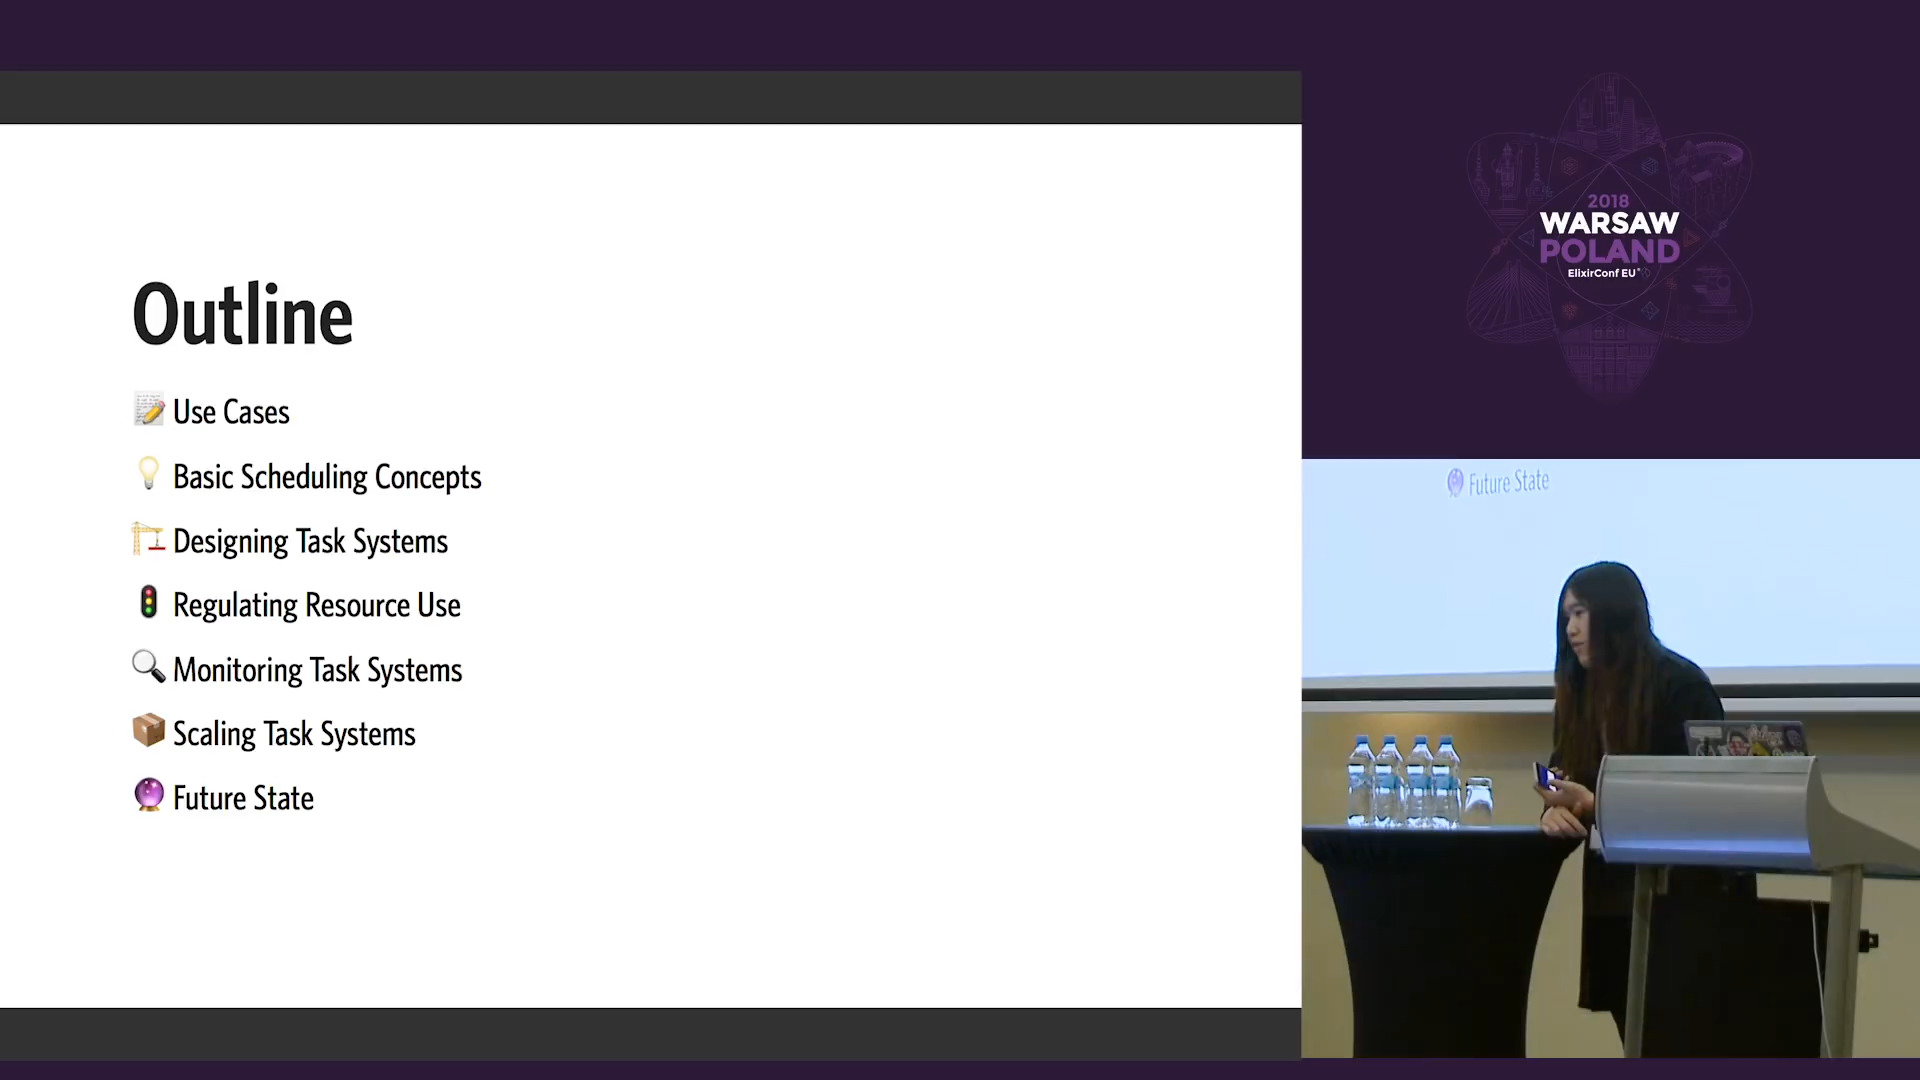 Outline
Use Cases
Basic Scheduling Concepts
Designing Task Systems
Regulating Resource Use
Monitoring Task Systems
Scaling Task Systems
Future State
2018
WARSAW
POLAND
ElixirConf EU
Future State